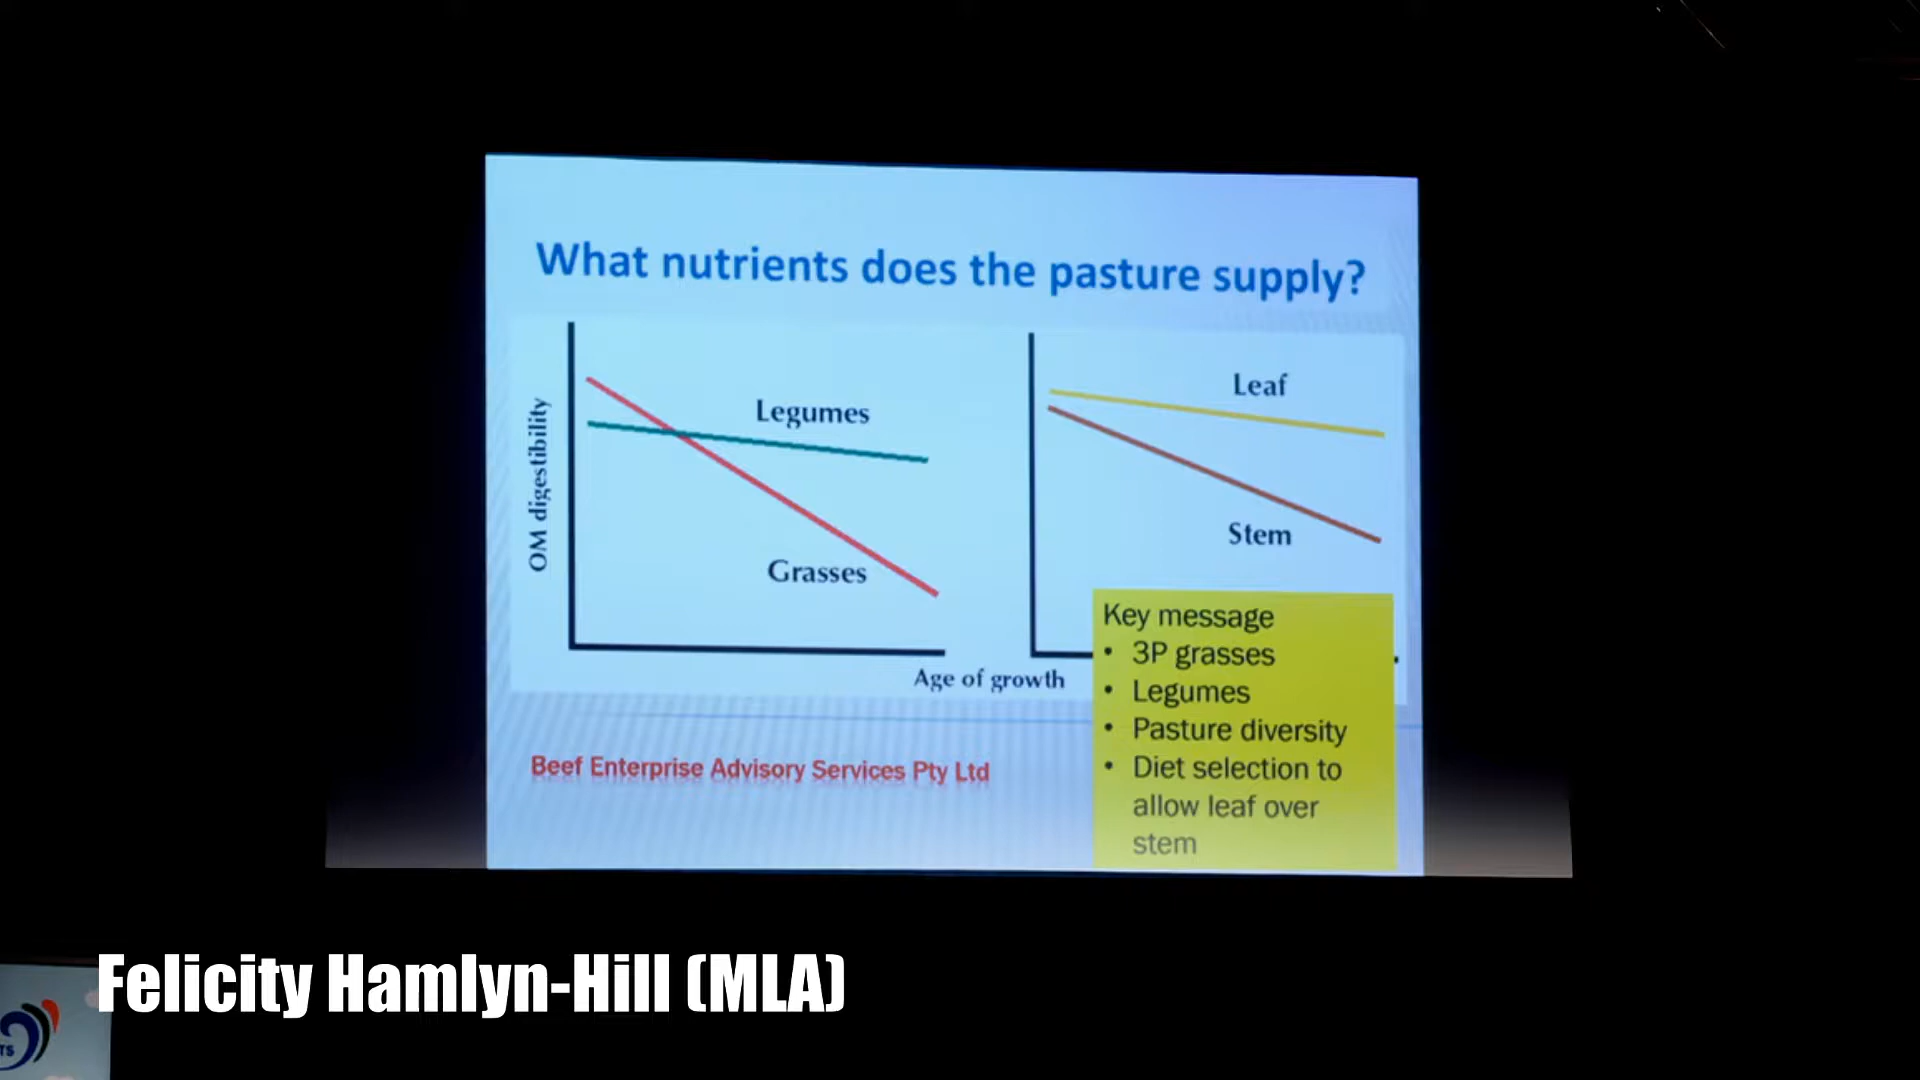 What nutrients does the pasture supply?
OM digestibility
Legumes
Grasses
Leaf
Stem
Age of growth
Key message
• 3P grasses
• Legumes
• Pasture diversity
• Diet selection to
allow leaf over
stem
Beef Enterprise Advisory Services Pty Ltd
Felicity Hamlyn-Hill (MLA)
TS